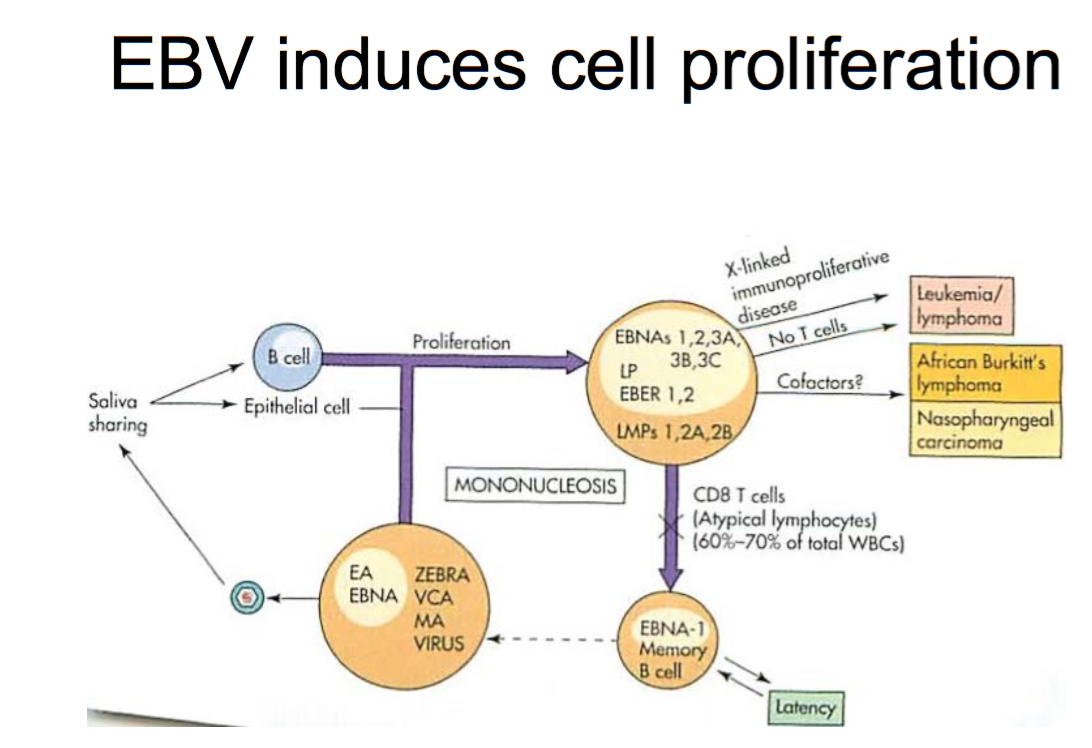 EBV induces cell proliferation
X-linked
immunoproliferative
disease
No T cells
Leukemia/
lymphoma
Proliferation
B cell
Epithelial cell
Saliva
sharing
EBNAs 1,2,3A,
3B,3C
LP
EBER 1,2
LMPs 1,2A,2B
Cofactors?
African Burkitt's
lymphoma
Nasopharyngeal
carcinoma
MONONUCLEOSIS
CD8 T cells
(Atypical lymphocytes)
(60%–70% of total WBCs)
EA
EBNA
ZEBRA
VCA
MA
VIRUS
EBNA-1
Memory
B cell
Latency